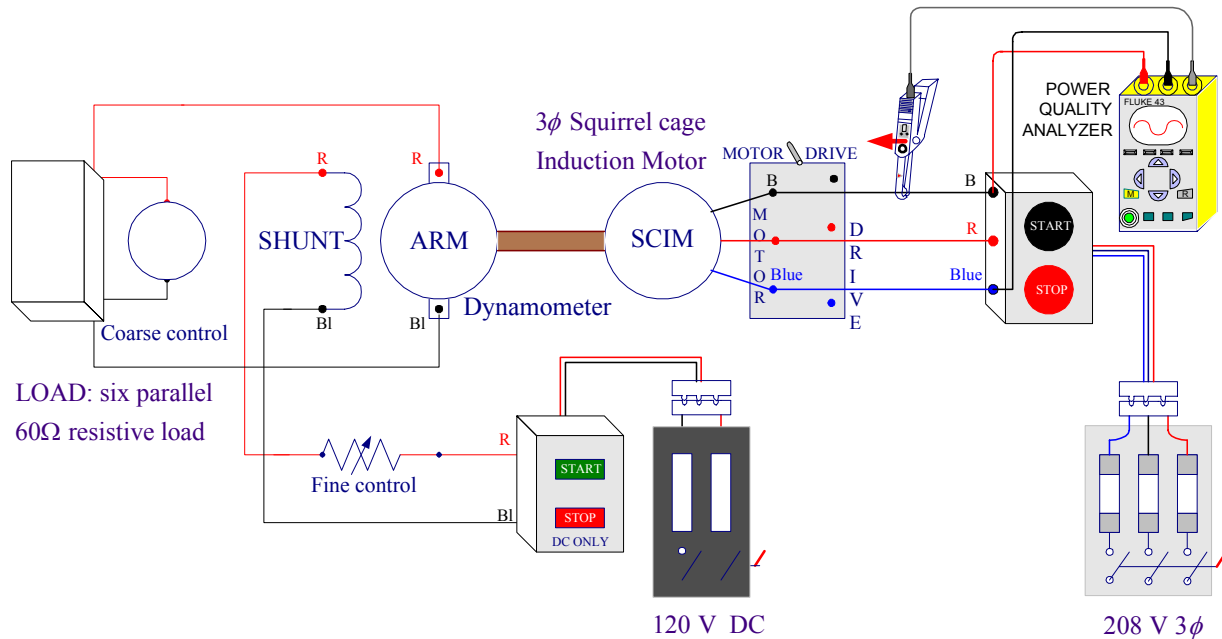 POWER
QUALITY
ANALYZER
FLUKE 43
M
R
3ϕ Squirrel cage
Induction Motor
MOTOR DRIVE
R
R
B
B
SHUNT
ARM
SCIM
MOTOR
DRIVE
R
START
Blue
Blue
STOP
Bl
Bl
Dynamometer
Coarse control
LOAD: six parallel
60Ω resistive load
R
START
Fine control
Bl
STOP
DC ONLY
120 V DC
208 V 3ϕ